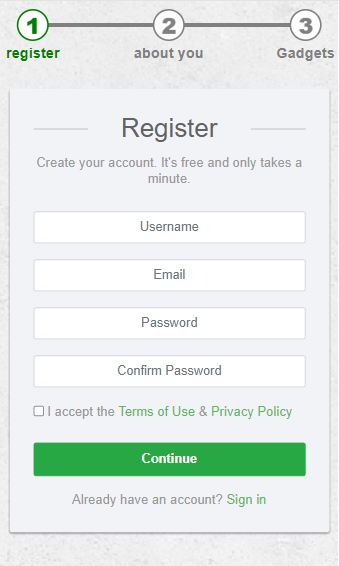 1 2 3
register about you Gadgets
Register
Create your account. It's free and only takes a
minute.
Username
Email
Password
Confirm Password
I accept the Terms of Use & Privacy Policy
Continue
Already have an account? Sign in